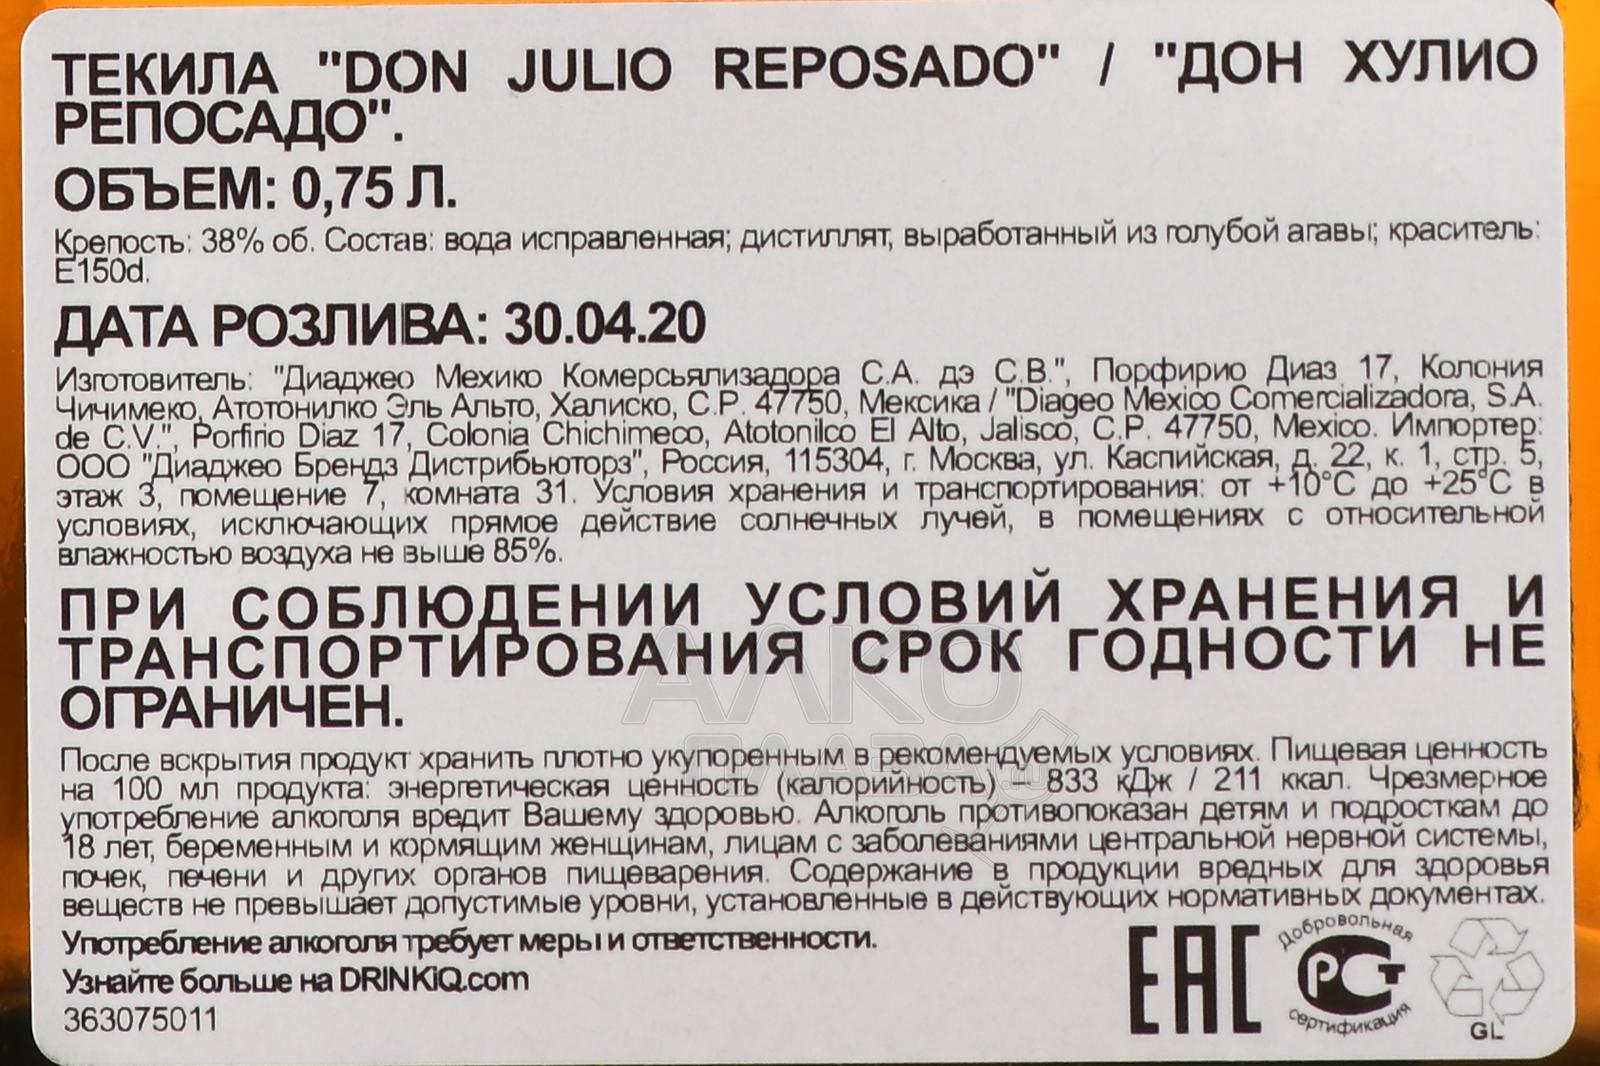 ТЕКИЛА "DON JULIO REPOSADO" / "ДОН ХУЛИО
РЕПОСАДО".
ОБЪЕМ: 0,75 Л.
Крепость: 38% об. Состав: вода исправленная; дистиллят, выработанный из голубой агавы; краситель:
E150d.
ДАТА РОЗЛИВА: 30.04.20
Изготовитель: "Диаджео Мехико Комерсьялизадора С.А. дэ С.В.", Порфирио Диаз 17, Колония
Чичимеко, Атотонилко Эль Альто, Халиско, С.Р. 47750, Мексика / "Diageo Mexico Comercializadora, S.A.
de C.V.", Porfirio Diaz 17, Colonia Chichimeco, Atotonilco El Alto, Jalisco, C.P. 47750, Mexico. Импортер:
ООО "Диаджео Брендз Дистрибьюторз", Россия, 115304, г. Москва, ул. Каспийская, д. 22, к. 1, стр. 5,
этаж 3, помещение 7, комната 31. Условия хранения и транспортирования: от +10°C до +25°C в
условиях, исключающих прямое действие солнечных лучей, в помещениях с относительной
влажностью воздуха не выше 85%.
ПРИ СОБЛЮДЕНИИ УСЛОВИЙ ХРАНЕНИЯ И
ТРАНСПОРТИРОВАНИЯ СРОК ГОДНОСТИ НЕ
ОГРАНИЧЕН.
После вскрытия продукт хранить плотно укупоренным в рекомендуемых условиях. Пищевая ценность
на 100 мл продукта: энергетическая ценность (калорийность) – 833 кДж / 211 ккал. Чрезмерное
употребление алкоголя вредит Вашему здоровью. Алкоголь противопоказан детям и подросткам до
18 лет, беременным и кормящим женщинам, лицам с заболеваниями центральной нервной системы,
почек, печени и других органов пищеварения. Содержание в продукции вредных для здоровья
веществ не превышает допустимые уровни, установленные в действующих нормативных документах.
Употребление алкоголя требует меры и ответственности.
Узнайте больше на DRINKiQ.com
363075011
EAC
Добровольная
РСТ
сертификация
GL
АЛКО
ПЛАЗА